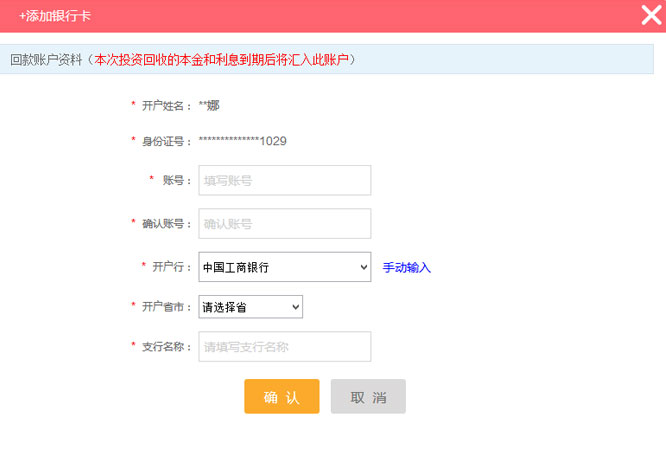 +添加银行卡
回款账户资料（本次投资回收的本金和利息到期后将汇入此账户）
* 开户姓名： **娜
* 身份证号： **************1029
* 账号： 填写账号
* 确认账号： 确认账号
* 开户行： 中国工商银行 手动输入
* 开户省市： 请选择省
* 支行名称： 请填写支行名称
确 认 取 消